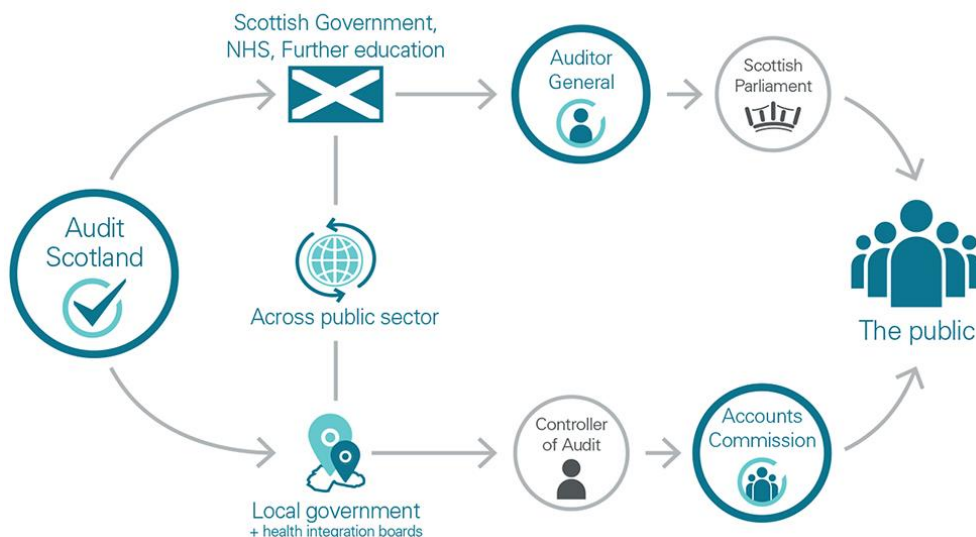 Scottish Government,
NHS, Further education
Auditor
General
Scottish
Parliament
Audit
Scotland
Across public sector
The public
Controller
of Audit
Accounts
Commission
Local government
+ health integration boards